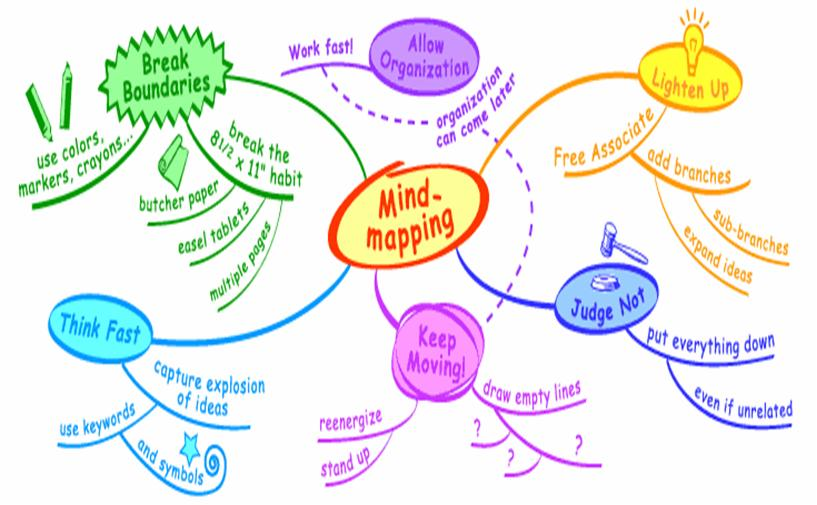 Mind-
mapping
Break
Boundaries
use colors,
markers, crayons...
break the
8½ x 11" habit
butcher paper
easel tablets
multiple pages
Work fast!
Allow
Organization
organization
can come later
Lighten Up
Free Associate
add branches
sub-branches
expand ideas
Judge Not
put everything down
even if unrelated
Keep
Moving!
draw empty lines
?
?
?
reenergize
stand up
Think Fast
capture explosion
of ideas
use keywords
and symbols